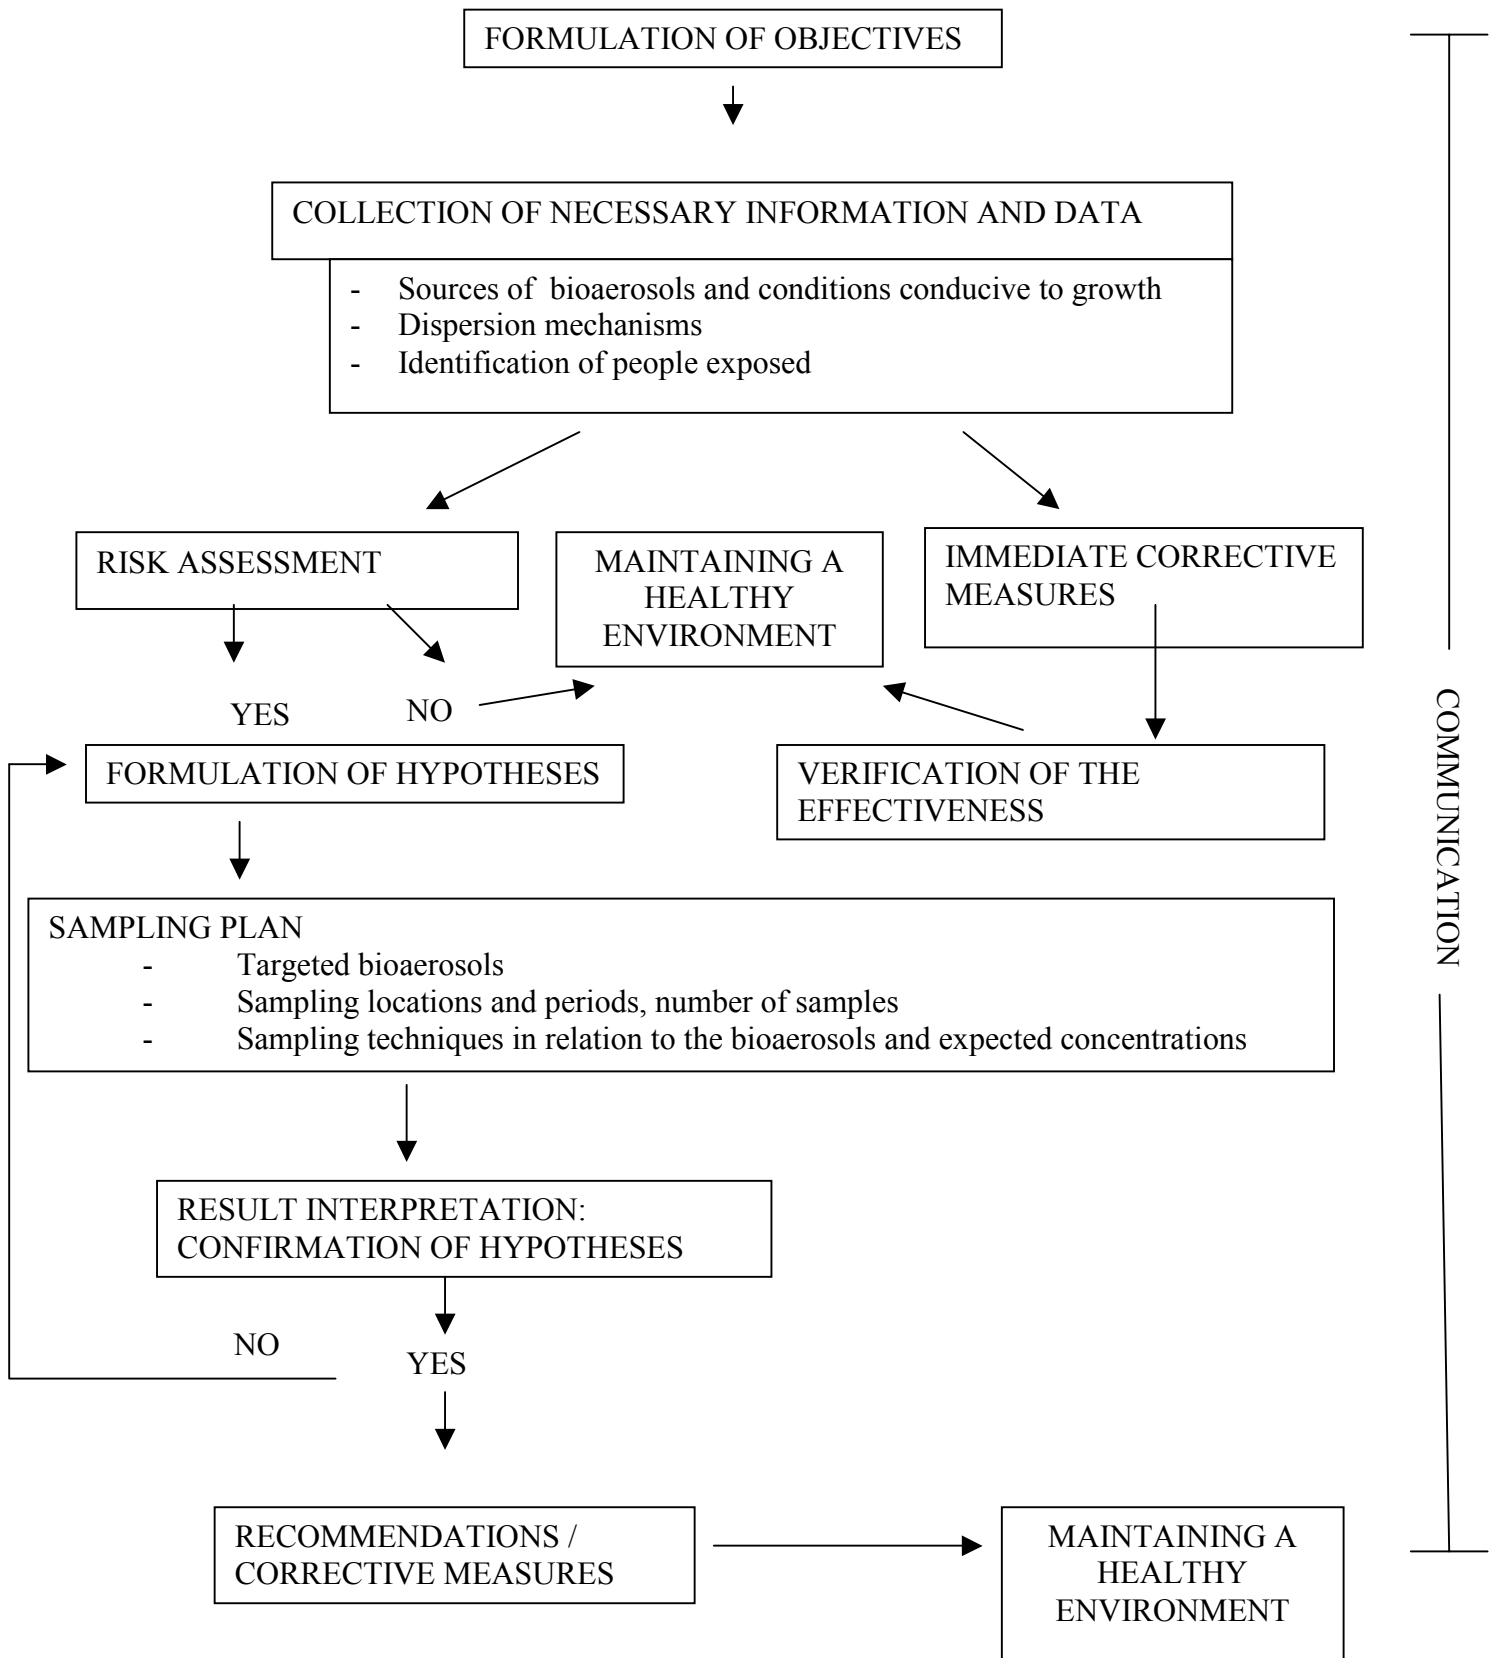 FORMULATION OF OBJECTIVES
COLLECTION OF NECESSARY INFORMATION AND DATA
- Sources of bioaerosols and conditions conducive to growth
- Dispersion mechanisms
- Identification of people exposed
RISK ASSESSMENT
MAINTAINING A
HEALTHY
ENVIRONMENT
IMMEDIATE CORRECTIVE
MEASURES
YES
NO
FORMULATION OF HYPOTHESES
VERIFICATION OF THE
EFFECTIVENESS
COMMUNICATION
SAMPLING PLAN
- Targeted bioaerosols
- Sampling locations and periods, number of samples
- Sampling techniques in relation to the bioaerosols and expected concentrations
RESULT INTERPRETATION:
CONFIRMATION OF HYPOTHESES
NO
YES
RECOMMENDATIONS /
CORRECTIVE MEASURES
MAINTAINING A
HEALTHY
ENVIRONMENT